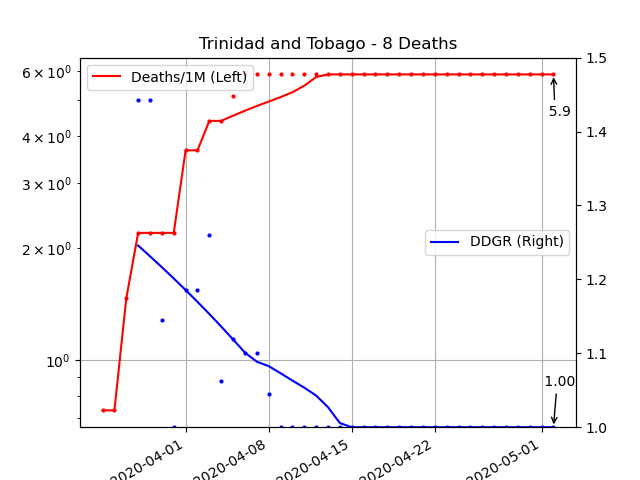 Trinidad and Tobago - 8 Deaths
Deaths/1M (Left)
DDGR (Right)
6 × 10⁰
4 × 10⁰
3 × 10⁰
2 × 10⁰
10⁰
1.5
1.4
1.3
1.2
1.1
1.0
5.9
1.00
2020-04-01
2020-04-08
2020-04-15
2020-04-22
2020-05-01